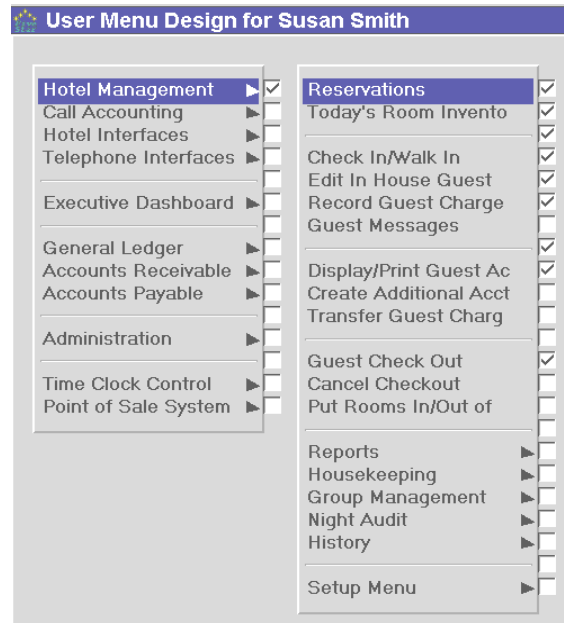 User Menu Design for Susan Smith
Hotel Management
Call Accounting
Hotel Interfaces
Telephone Interfaces
Executive Dashboard
General Ledger
Accounts Receivable
Accounts Payable
Administration
Time Clock Control
Point of Sale System
Reservations
Today's Room Invento
Check In/Walk In
Edit In House Guest
Record Guest Charge
Guest Messages
Display/Print Guest Ac
Create Additional Acct
Transfer Guest Charg
Guest Check Out
Cancel Checkout
Put Rooms In/Out of
Reports
Housekeeping
Group Management
Night Audit
History
Setup Menu